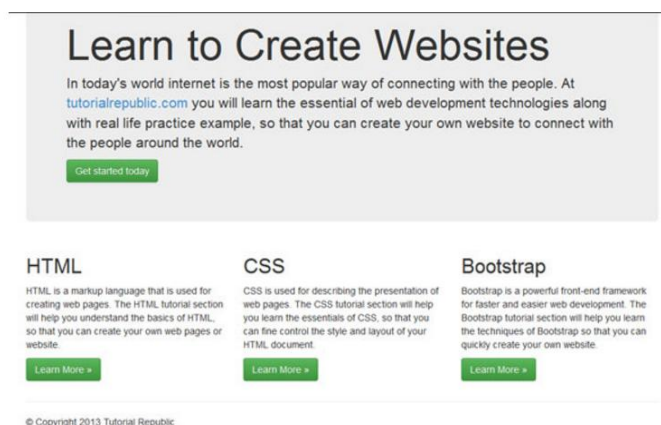 Learn to Create Websites
In today's world internet is the most popular way of connecting with the people. At
tutorialrepublic.com you will learn the essential of web development technologies along
with real life practice example, so that you can create your own website to connect with
the people around the world.
Get started today
HTML
HTML is a markup language that is used for
creating web pages. The HTML tutorial section
will help you understand the basics of HTML,
so that you can create your own web pages or
website.
Learn More »
CSS
CSS is used for describing the presentation of
web pages. The CSS tutorial section will help
you learn the essentials of CSS, so that you
can fine control the style and layout of your
HTML document.
Learn More »
Bootstrap
Bootstrap is a powerful front-end framework
for faster and easier web development. The
Bootstrap tutorial section will help you learn
the techniques of Bootstrap so that you can
quickly create your own website.
Learn More »
© Copyright 2013 Tutorial Republic